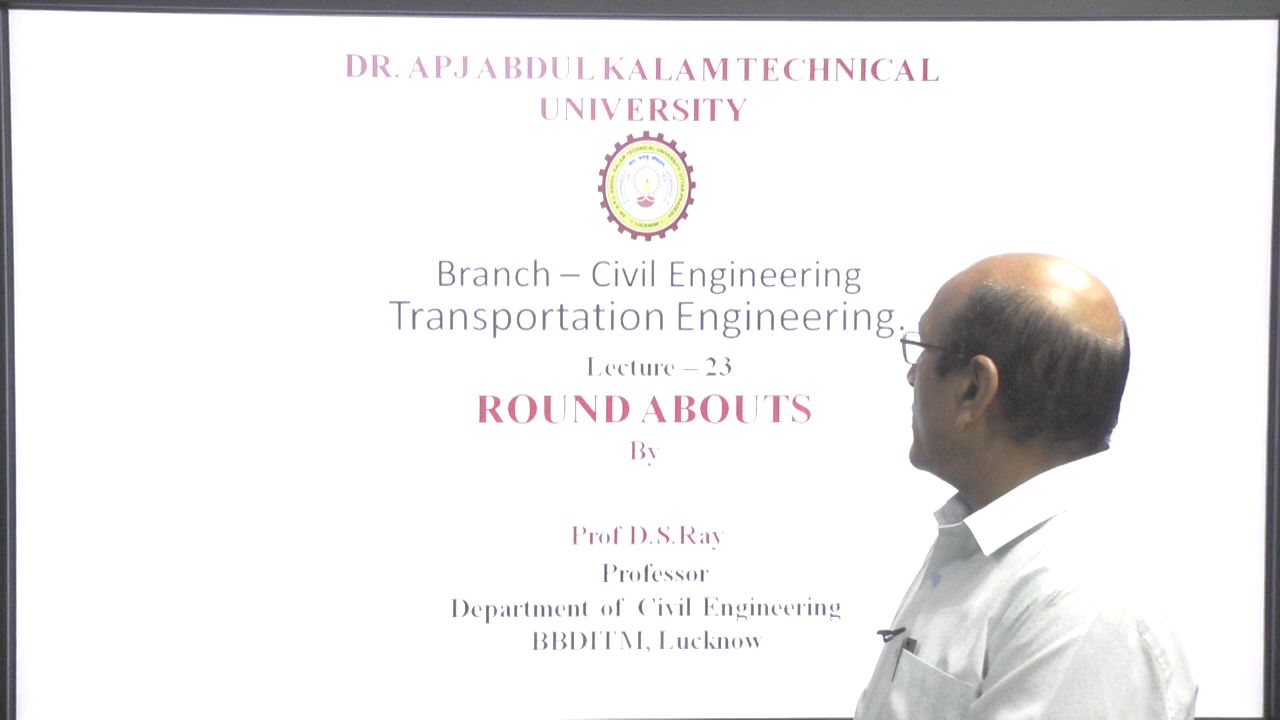 DR. APJ ABDUL KALAM TECHNICAL
UNIVERSITY
Branch – Civil Engineering
Transportation Engineering.
Lecture – 23
ROUND ABOUTS
By
Prof D.S.Ray
Professor
Department of Civil Engineering
BBDITM, Lucknow